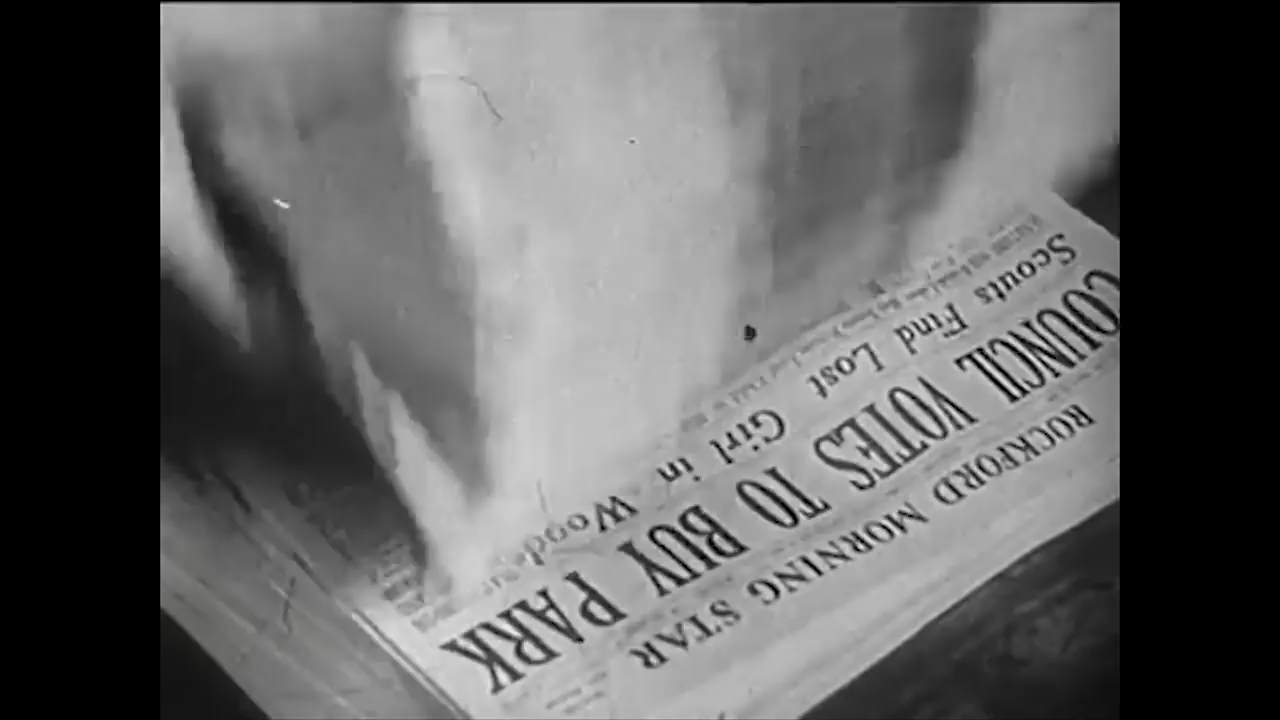 ROCKFORD MORNING STAR
COUNCIL VOTES TO BUY PARK
Scouts Find Lost Girl in Woods